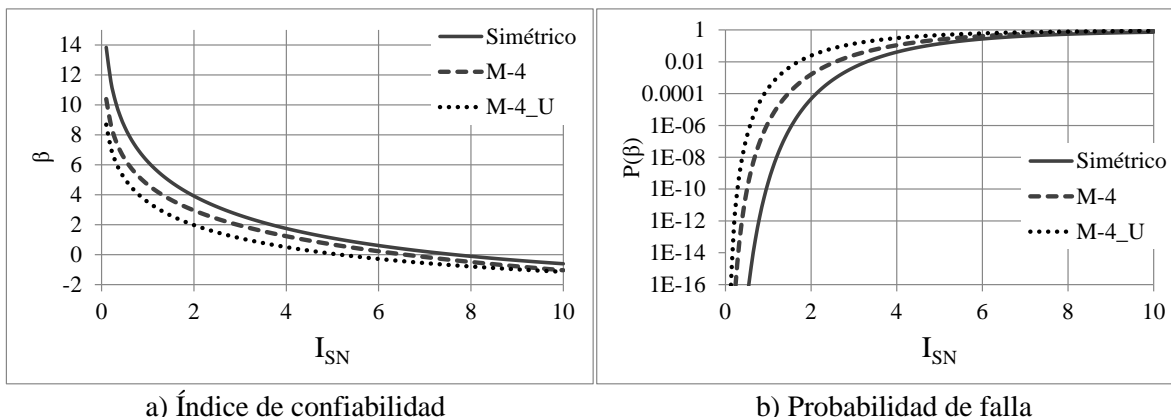 14
12
10
8
6
4
2
0
-2
β
0 2 4 6 8 10
I_SN
Simétrico
M-4
M-4_U
a) Índice de confiabilidad
1
0.01
0.0001
1E-06
1E-08
1E-10
1E-12
1E-14
1E-16
P(β)
0 2 4 6 8 10
I_SN
Simétrico
M-4
M-4_U
b) Probabilidad de falla